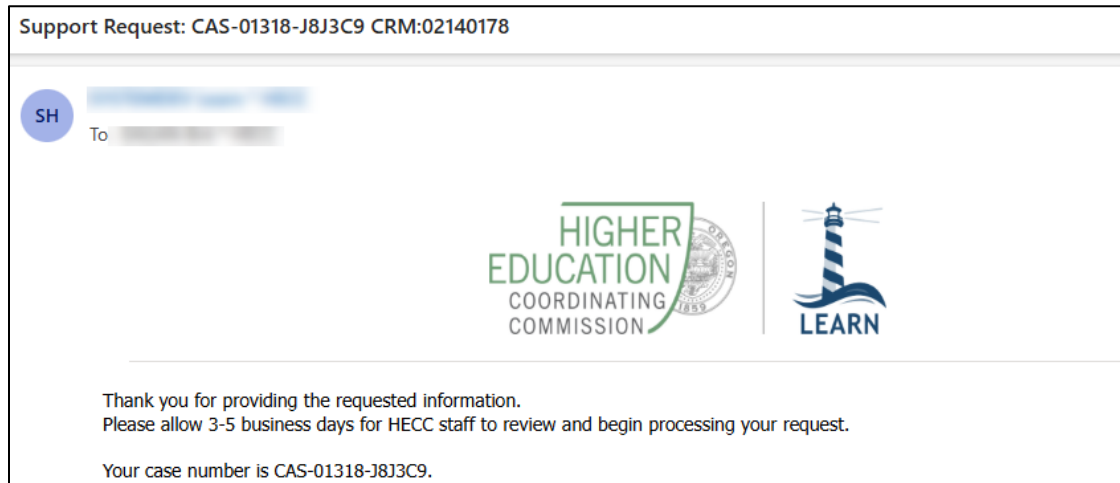 Support Request: CAS-01318-J8J3C9 CRM:02140178
SH
To
HIGHER
EDUCATION
COORDINATING
COMMISSION
OREGON
1859
LEARN
Thank you for providing the requested information.
Please allow 3-5 business days for HECC staff to review and begin processing your request.
Your case number is CAS-01318-J8J3C9.